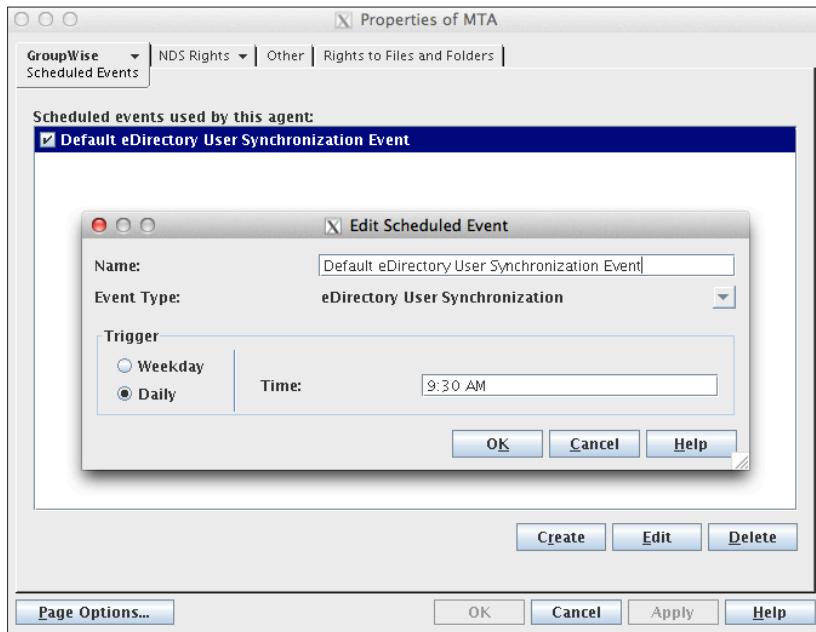 Properties of MTA
GroupWise NDS Rights Other Rights to Files and Folders
Scheduled Events
Scheduled events used by this agent:
Default eDirectory User Synchronization Event
Edit Scheduled Event
Name: Default eDirectory User Synchronization Event
Event Type: eDirectory User Synchronization
Trigger
Weekday
Daily
Time: 9:30 AM
OK Cancel Help
Create Edit Delete
Page Options... OK Cancel Apply Help